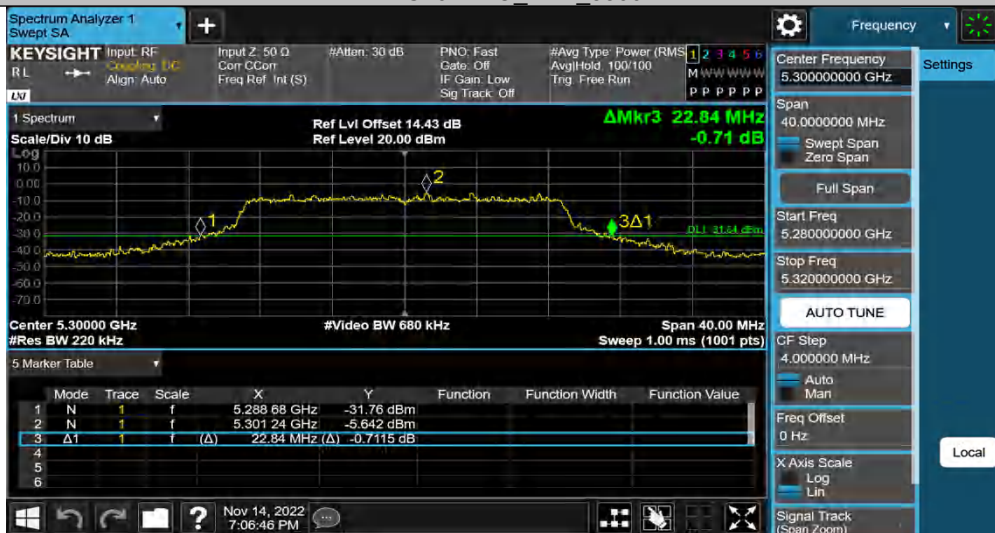 Spectrum Analyzer 1
Swept SA
+
Frequency
KEYSIGHT
RL
LXI
Input: RF
Coupling: DC
Align: Auto
Input Z: 50 Ω
Corr CCorr
Freq Ref: Int (S)
#Atten: 30 dB
PNO: Fast
Gate: Off
IF Gain: Low
Sig Track: Off
#Avg Type: Power (RMS
Avg|Hold: 100/100
Trig: Free Run
1 2 3 4 5 6
M W W W W W
P P P P P P
1 Spectrum
Scale/Div 10 dB
Log
Ref Lvl Offset 14.43 dB
Ref Level 20.00 dBm
ΔMkr3 22.84 MHz
-0.71 dB
10.0
0.00
-10.0
-20.0
-30.0
-40.0
-50.0
-60.0
-70.0
1
2
3Δ1
DL1 -31.64 dBm
Center 5.30000 GHz
#Res BW 220 kHz
#Video BW 680 kHz
Span 40.00 MHz
Sweep 1.00 ms (1001 pts)
5 Marker Table
Mode Trace Scale X Y Function Function Width Function Value
1 N 1 f 5.288 68 GHz -31.76 dBm
2 N 1 f 5.301 24 GHz -5.642 dBm
3 Δ1 1 f (Δ) 22.84 MHz (Δ) -0.7115 dB
4
5
6
?
Nov 14, 2022
7:06:46 PM
Center Frequency
5.300000000 GHz
Span
40.0000000 MHz
Swept Span
Zero Span
Full Span
Start Freq
5.280000000 GHz
Stop Freq
5.320000000 GHz
AUTO TUNE
CF Step
4.000000 MHz
Auto
Man
Freq Offset
0 Hz
X Axis Scale
Log
Lin
Signal Track
(Span Zoom)
Settings
Local